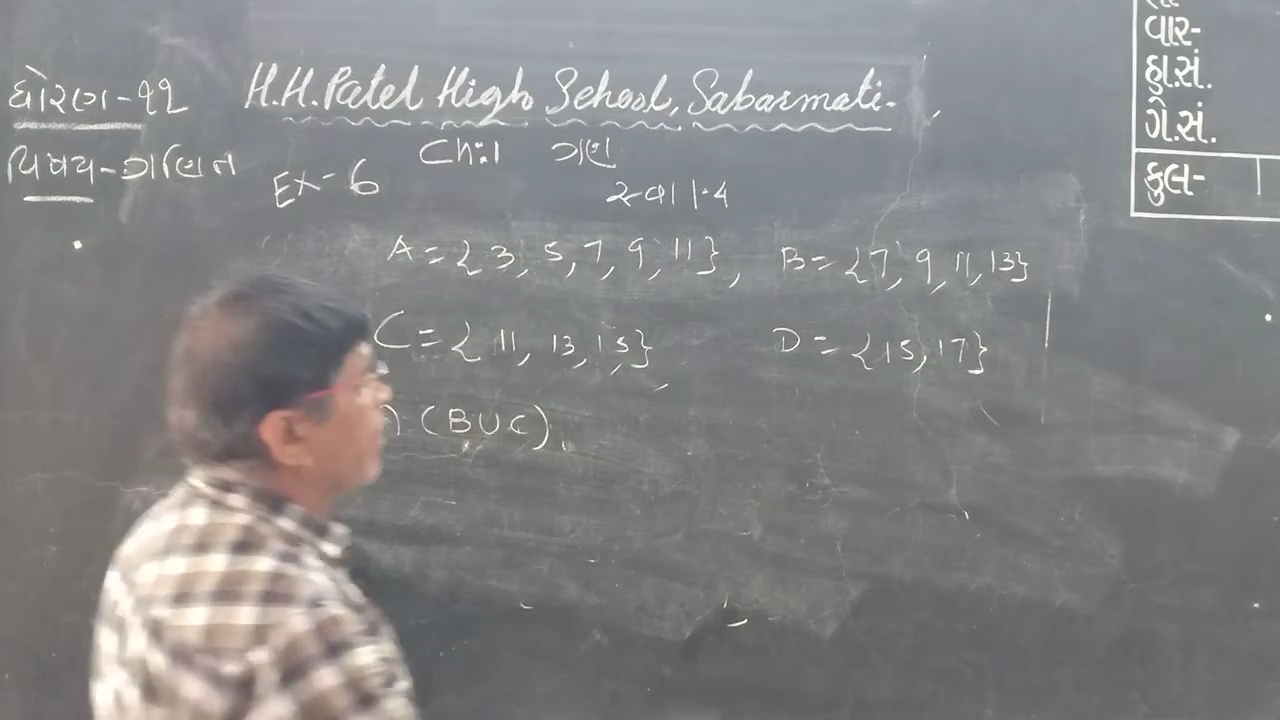 ધોરણ-૧૧
H.H.Patel High School, Sabarmati.
વિષય-ગણિત
Ch:1 ગણ
Ex-6
સ્વા 1.4
A = {3, 5, 7, 9, 11}, B = {7, 9, 11, 13}
C = {11, 13, 15}, D = {15, 17}
(B∪C),
વાર-
હા.સં.
ગે.સં.
કુલ-